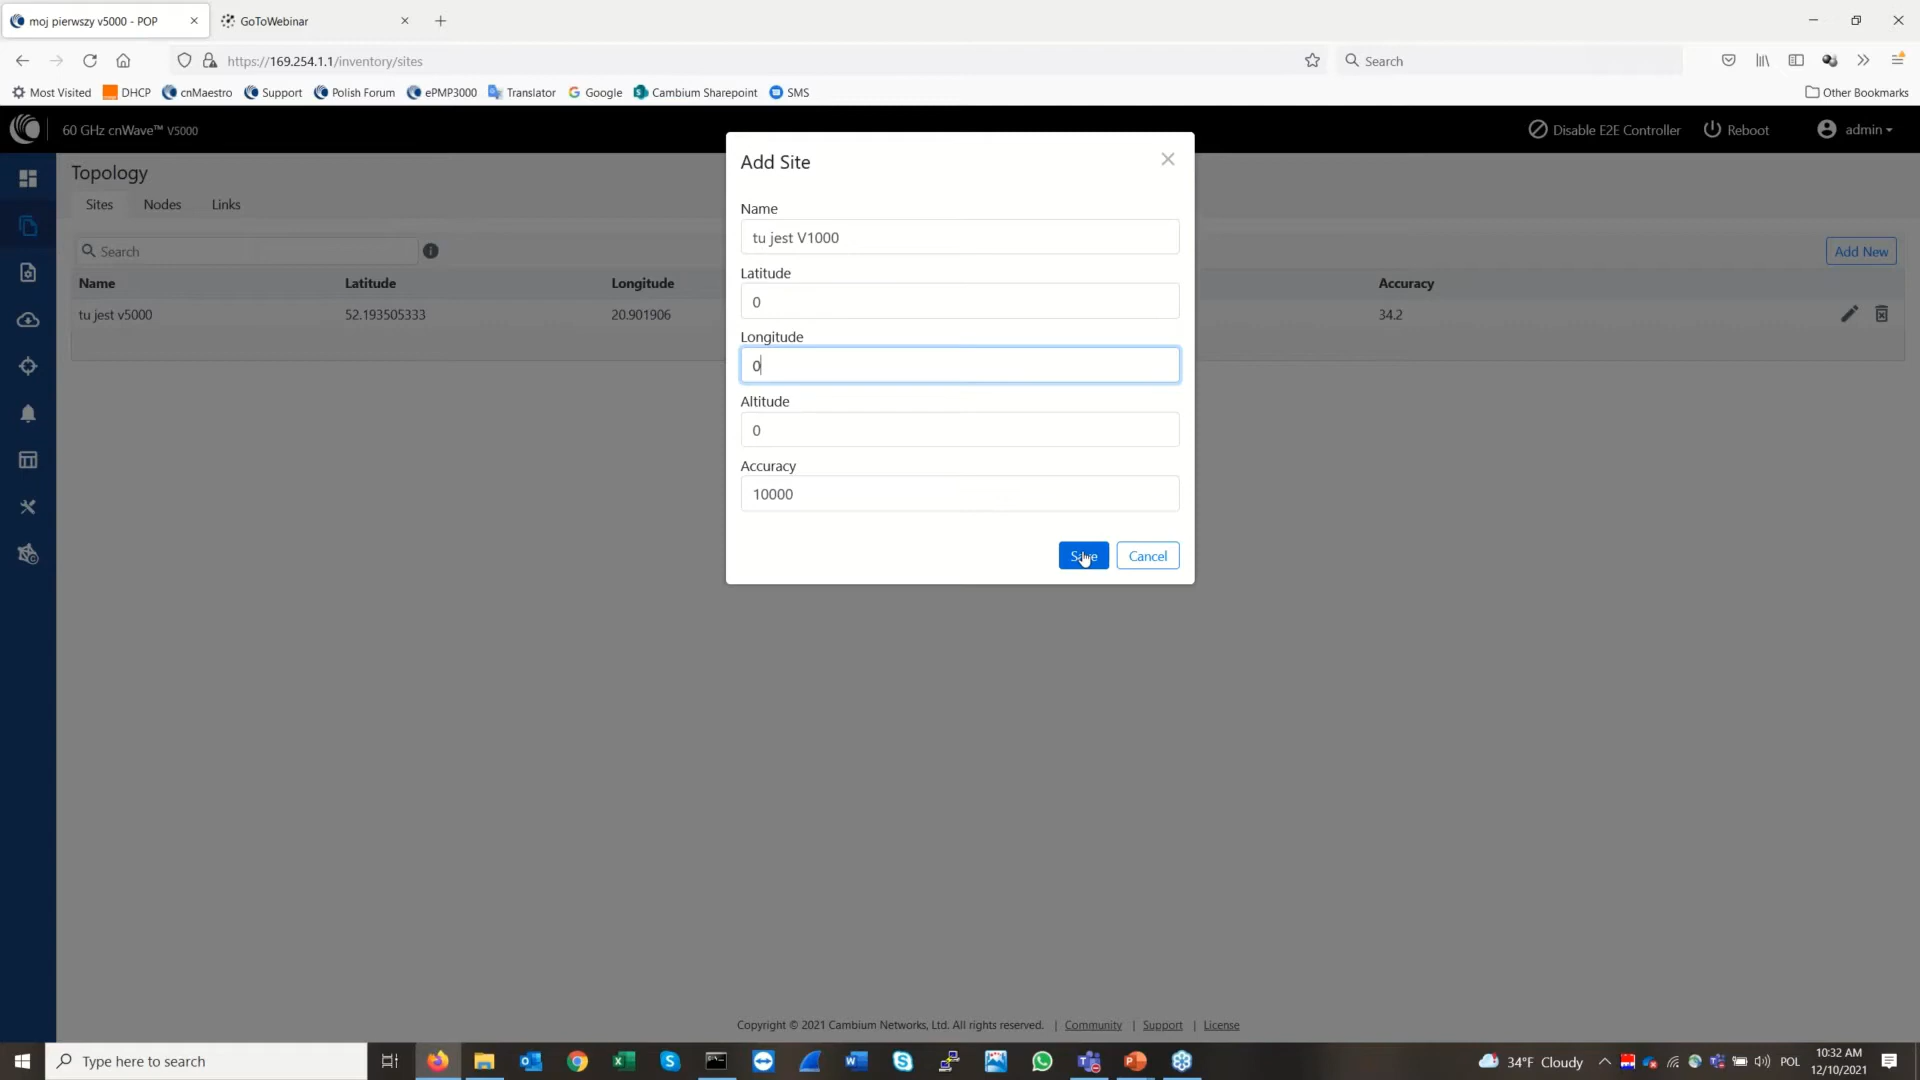 moj pierwszy v5000 - POP
GoToWebinar
https://169.254.1.1/inventory/sites
Search
Most Visited
DHCP
cnMaestro
Support
Polish Forum
ePMP3000
Translator
Google
Cambium Sharepoint
SMS
Other Bookmarks
60 GHz cnWave™ V5000
Disable E2E Controller
Reboot
admin
Topology
Sites
Nodes
Links
Search
Add New
Name
Latitude
Longitude
Accuracy
tu jest v5000
52.193505333
20.901906
34.2
Add Site
Name
tu jest V1000
Latitude
0
Longitude
0
Altitude
0
Accuracy
10000
Save
Cancel
Copyright © 2021 Cambium Networks, Ltd. All rights reserved. | Community | Support | License
Type here to search
34°F Cloudy
POL
10:32 AM
12/10/2021